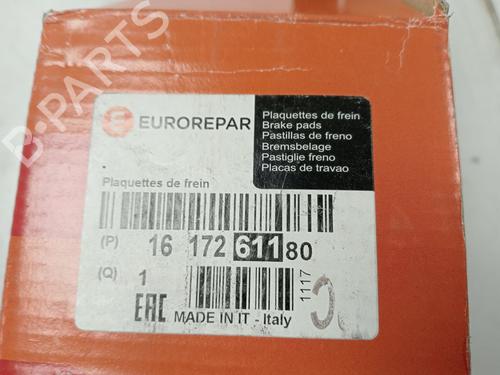 B-PARTS
EUROREPAR
Plaquettes de frein
Brake pads
Pastillas de freno
Bremsbelage
Pastiglie freno
Placas de travao
Plaquettes de frein
(P) 16 172 611 80
(Q) 1
1117
EAC
MADE IN IT - Italy